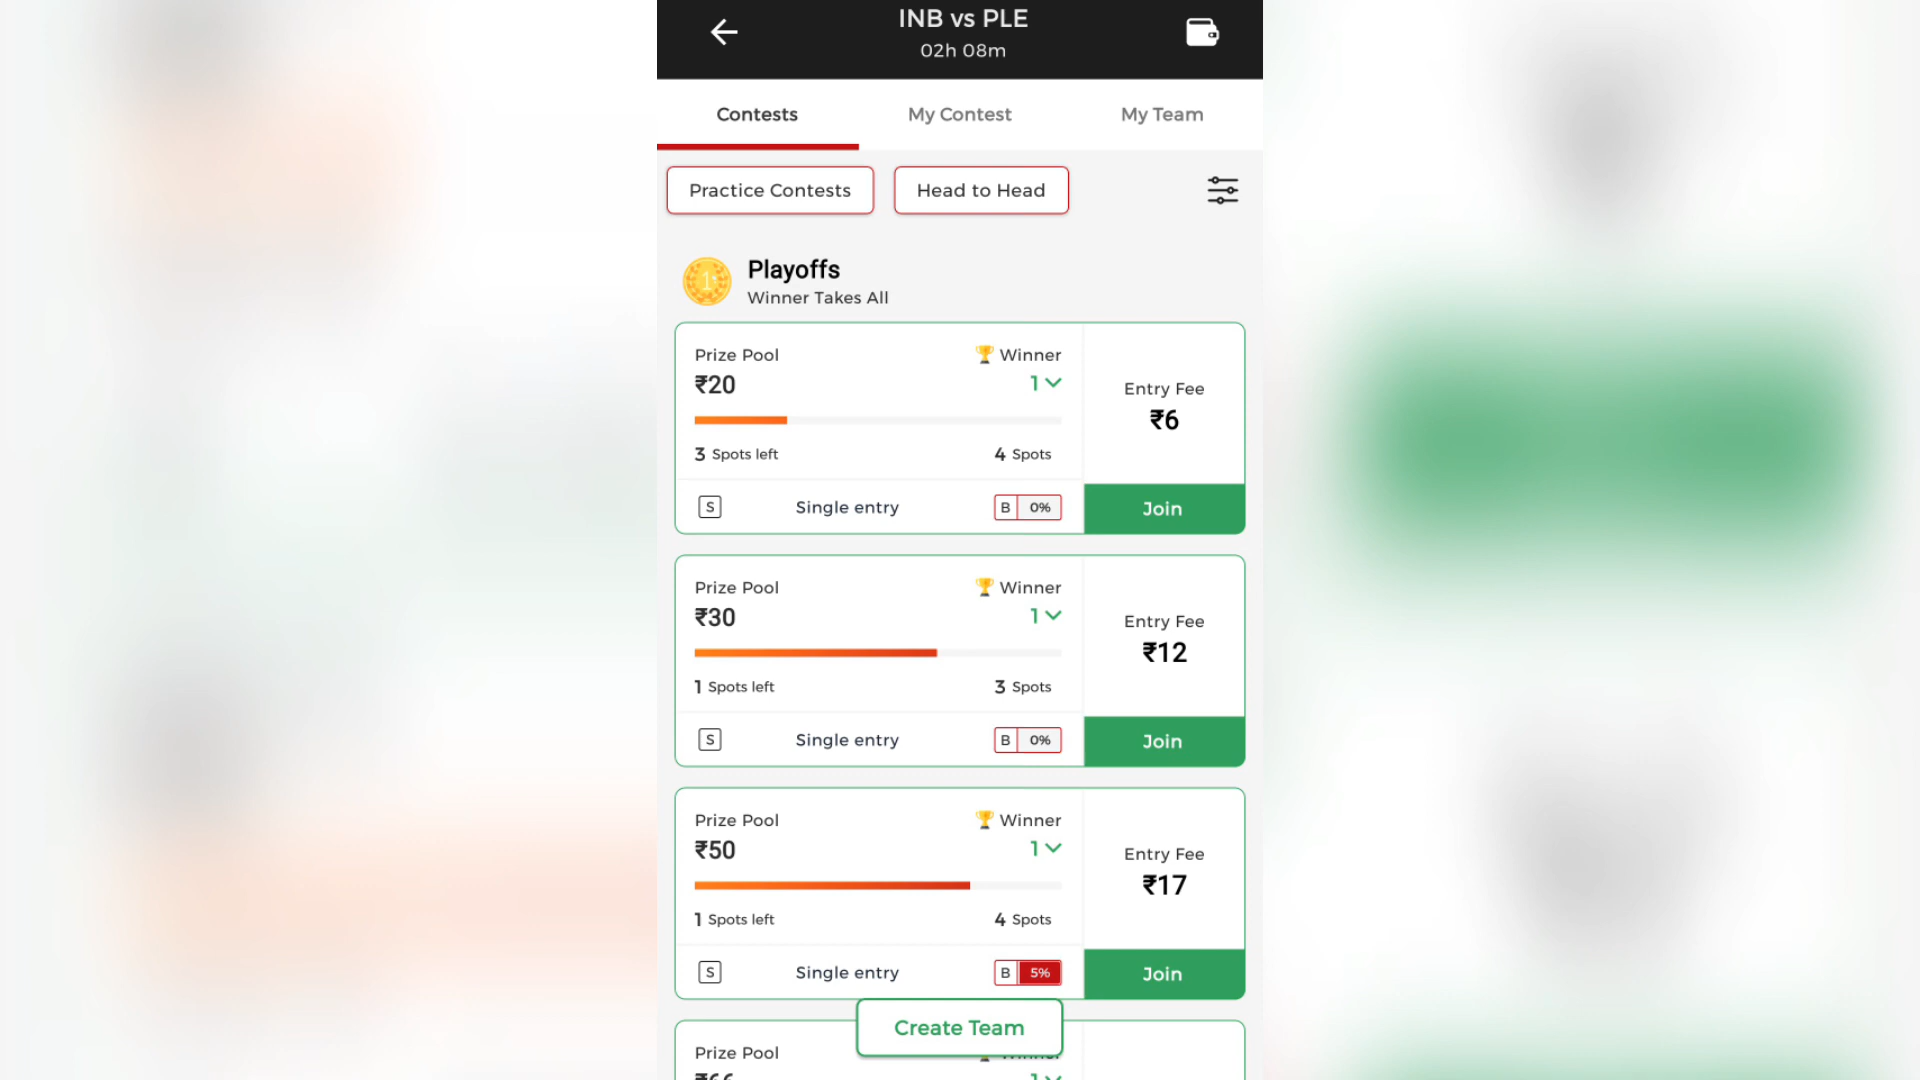 INB vs PLE
02h 08m
Contests
My Contest
My Team
Practice Contests
Head to Head
1
Playoffs
Winner Takes All
Prize Pool
Winner
₹20
1
Entry Fee
₹6
3 Spots left
4 Spots
S
Single entry
B 0%
Join
Prize Pool
Winner
₹30
1
Entry Fee
₹12
1 Spots left
3 Spots
S
Single entry
B 0%
Join
Prize Pool
Winner
₹50
1
Entry Fee
₹17
1 Spots left
4 Spots
S
Single entry
B 5%
Join
Create Team
Prize Pool